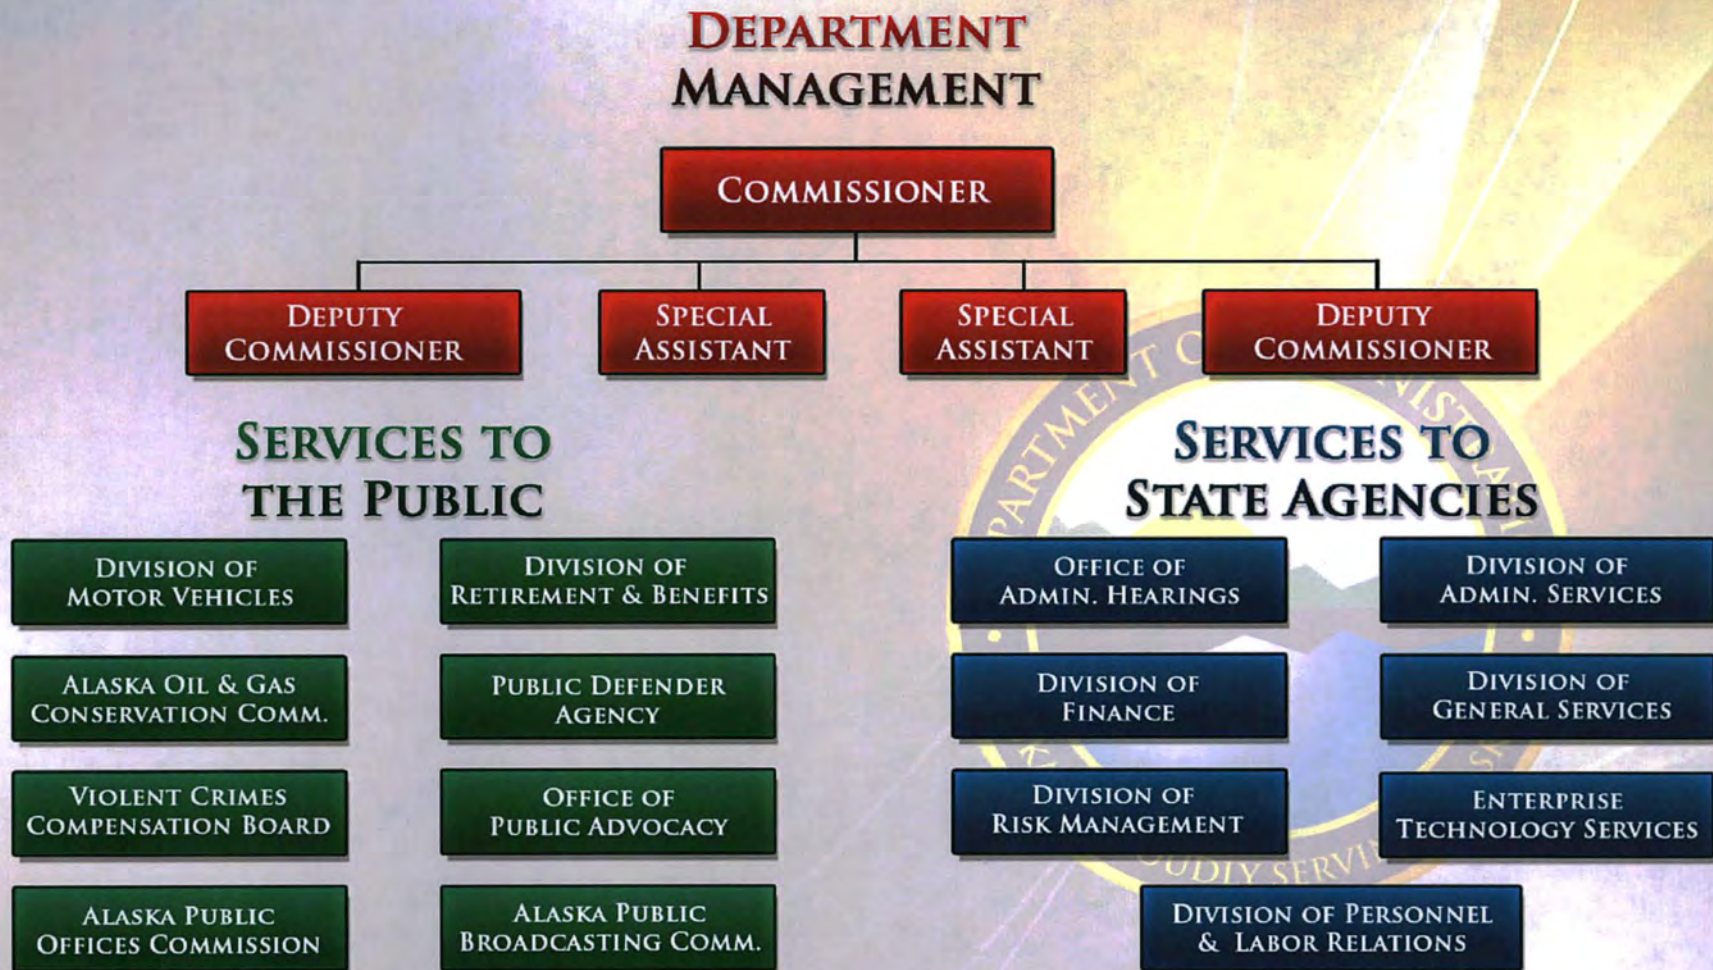 DEPARTMENT
MANAGEMENT
COMMISSIONER
DEPUTY
COMMISSIONER
SPECIAL
ASSISTANT
SPECIAL
ASSISTANT
DEPUTY
COMMISSIONER
SERVICES TO
THE PUBLIC
DIVISION OF
MOTOR VEHICLES
DIVISION OF
RETIREMENT & BENEFITS
ALASKA OIL & GAS
CONSERVATION COMM.
PUBLIC DEFENDER
AGENCY
VIOLENT CRIMES
COMPENSATION BOARD
OFFICE OF
PUBLIC ADVOCACY
ALASKA PUBLIC
OFFICES COMMISSION
ALASKA PUBLIC
BROADCASTING COMM.
SERVICES TO
STATE AGENCIES
OFFICE OF
ADMIN. HEARINGS
DIVISION OF
ADMIN. SERVICES
DIVISION OF
FINANCE
DIVISION OF
GENERAL SERVICES
DIVISION OF
RISK MANAGEMENT
ENTERPRISE
TECHNOLOGY SERVICES
DIVISION OF PERSONNEL
& LABOR RELATIONS